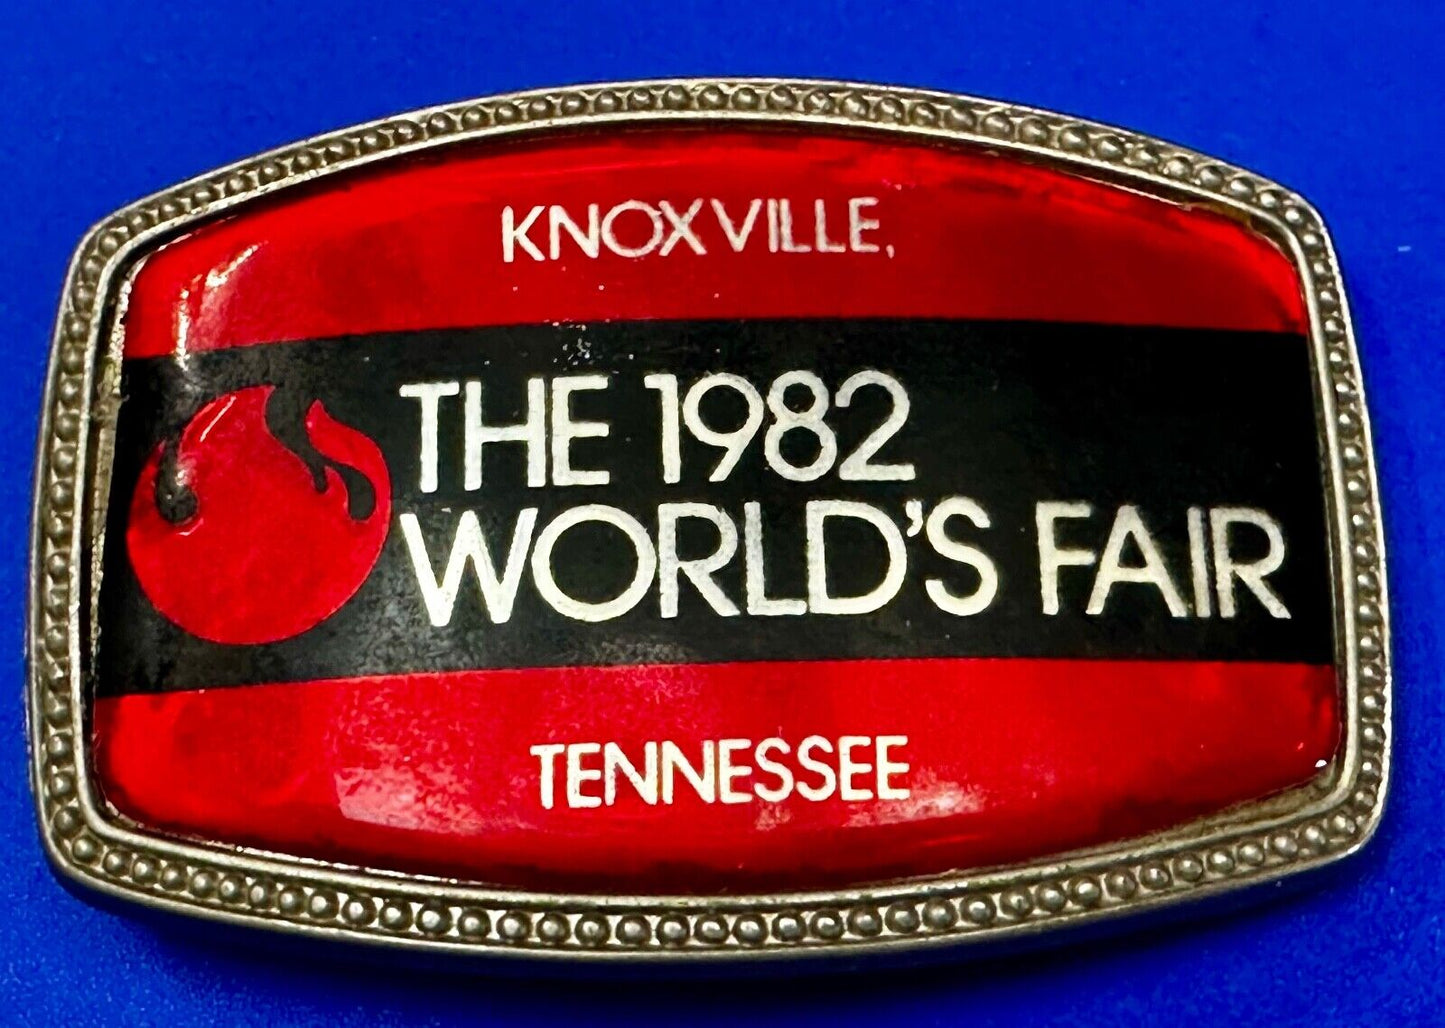 KNOXVILLE,
THE 1982
WORLD'S FAIR
TENNESSEE